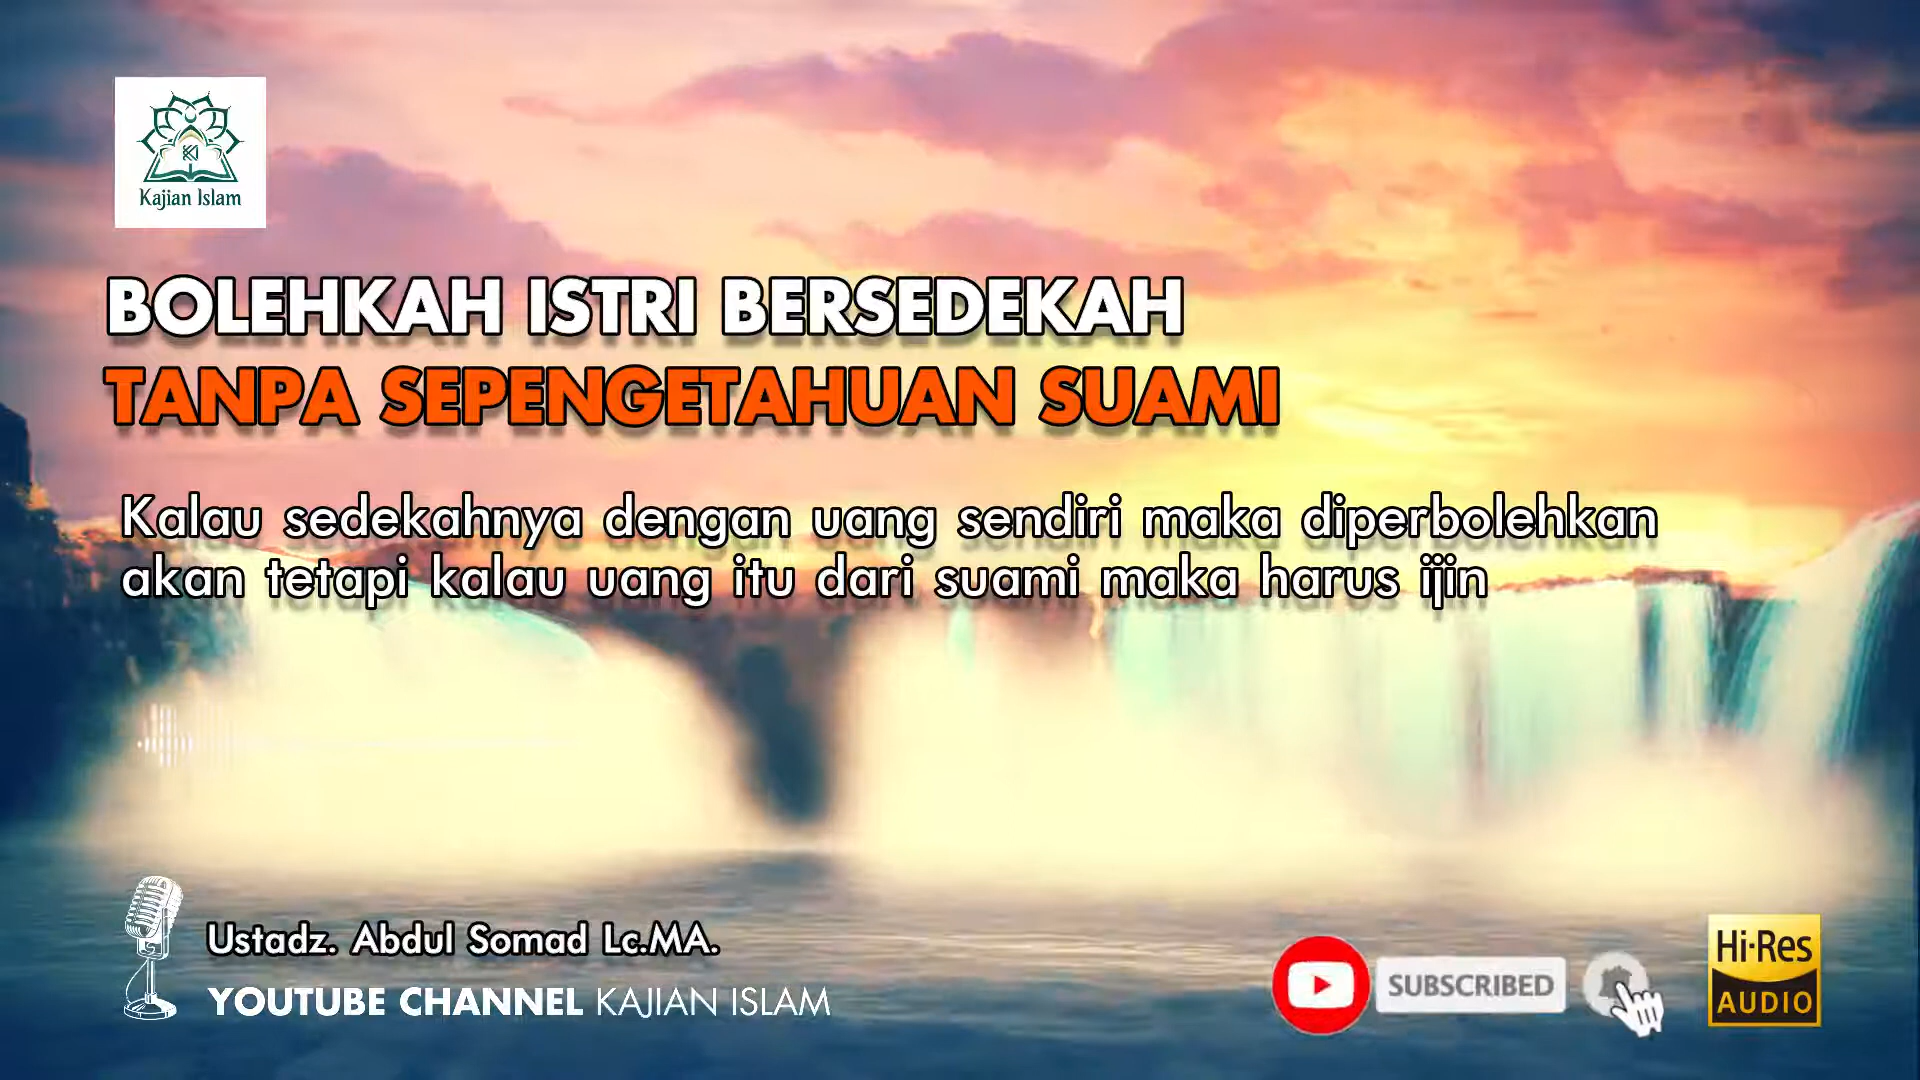 Kajian Islam
BOLEHKAH ISTRI BERSEDEKAH
TANPA SEPENGETAHUAN SUAMI
Kalau sedekahnya dengan uang sendiri maka diperbolehkan
akan tetapi kalau uang itu dari suami maka harus ijin
Ustadz. Abdul Somad Lc.MA.
YOUTUBE CHANNEL KAJIAN ISLAM
SUBSCRIBED
Hi-Res
AUDIO